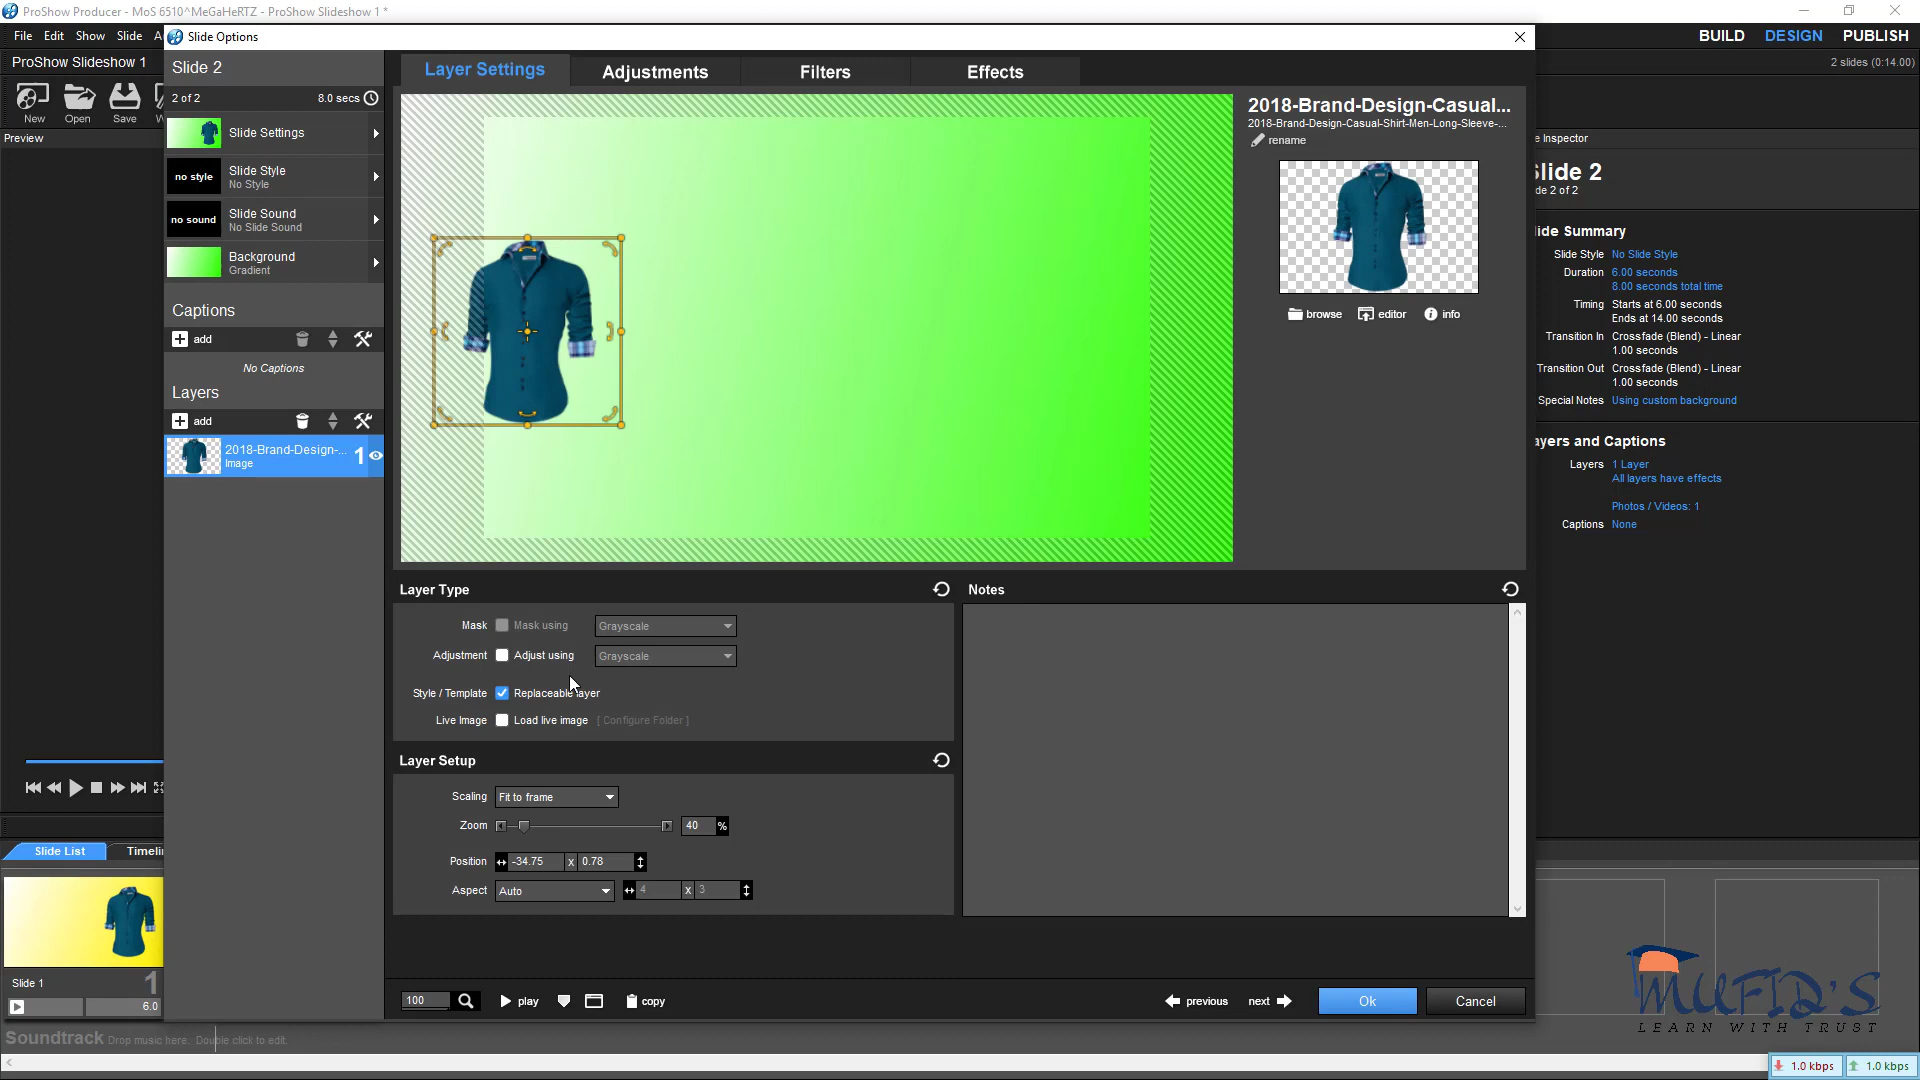 ProShow Producer - MoS 6510^MeGaHeRTZ - ProShow Slideshow 1 *
File Edit Show Slide
BUILD DESIGN PUBLISH
ProShow Slideshow 1
2 slides (0:14.00)
New Open Save
Preview
Slide Options
Slide 2
2 of 2 8.0 secs
Slide Settings
no style Slide Style
No Style
no sound Slide Sound
No Slide Sound
Background
Gradient
Captions
add
No Captions
Layers
add
2018-Brand-Design-... 1
Image
Layer Settings Adjustments Filters Effects
2018-Brand-Design-Casual...
2018-Brand-Design-Casual-Shirt-Men-Long-Sleeve-...
rename
browse editor info
Layer Type
Mask Mask using Grayscale
Adjustment Adjust using Grayscale
Style / Template Replaceable layer
Live Image Load live image [ Configure Folder ]
Layer Setup
Scaling Fit to frame
Zoom 40 %
Position -34.75 x 0.78
Aspect Auto 4 x 3
Notes
100 play copy
previous next Ok Cancel
e Inspector
Slide 2
de 2 of 2
lide Summary
Slide Style No Slide Style
Duration 6.00 seconds
8.00 seconds total time
Timing Starts at 6.00 seconds
Ends at 14.00 seconds
Transition In Crossfade (Blend) - Linear
1.00 seconds
Transition Out Crossfade (Blend) - Linear
1.00 seconds
Special Notes Using custom background
ayers and Captions
Layers 1 Layer
All layers have effects
Photos / Videos: 1
Captions None
Slide List Timeli
Slide 1 1
6.0
Soundtrack Drop music here. Double click to edit.
MUFID'S
LEARN WITH TRUST
1.0 kbps 1.0 kbps